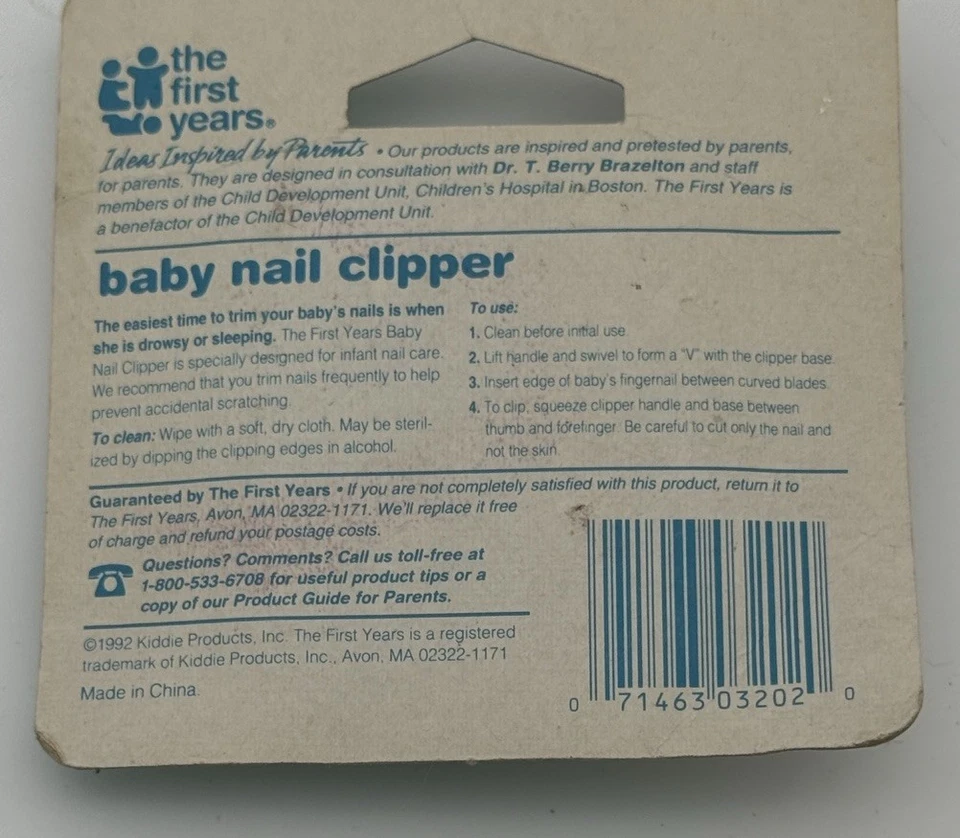 the
first
years®
Ideas Inspired by Parents • Our products are inspired and pretested by parents,
for parents. They are designed in consultation with Dr. T. Berry Brazelton and staff
members of the Child Development Unit, Children's Hospital in Boston. The First Years is
a benefactor of the Child Development Unit.
baby nail clipper
The easiest time to trim your baby's nails is when
she is drowsy or sleeping. The First Years Baby
Nail Clipper is specially designed for infant nail care.
We recommend that you trim nails frequently to help
prevent accidental scratching.
To clean: Wipe with a soft, dry cloth. May be steril-
ized by dipping the clipping edges in alcohol.
To use:
1. Clean before initial use.
2. Lift handle and swivel to form a "V" with the clipper base.
3. Insert edge of baby's fingernail between curved blades.
4. To clip, squeeze clipper handle and base between
thumb and forefinger. Be careful to cut only the nail and
not the skin.
Guaranteed by The First Years • If you are not completely satisfied with this product, return it to
The First Years, Avon, MA 02322-1171. We'll replace it free
of charge and refund your postage costs.
Questions? Comments? Call us toll-free at
1-800-533-6708 for useful product tips or a
copy of our Product Guide for Parents.
©1992 Kiddie Products, Inc. The First Years is a registered
trademark of Kiddie Products, Inc., Avon, MA 02322-1171
Made in China.
0 71463 03202 0